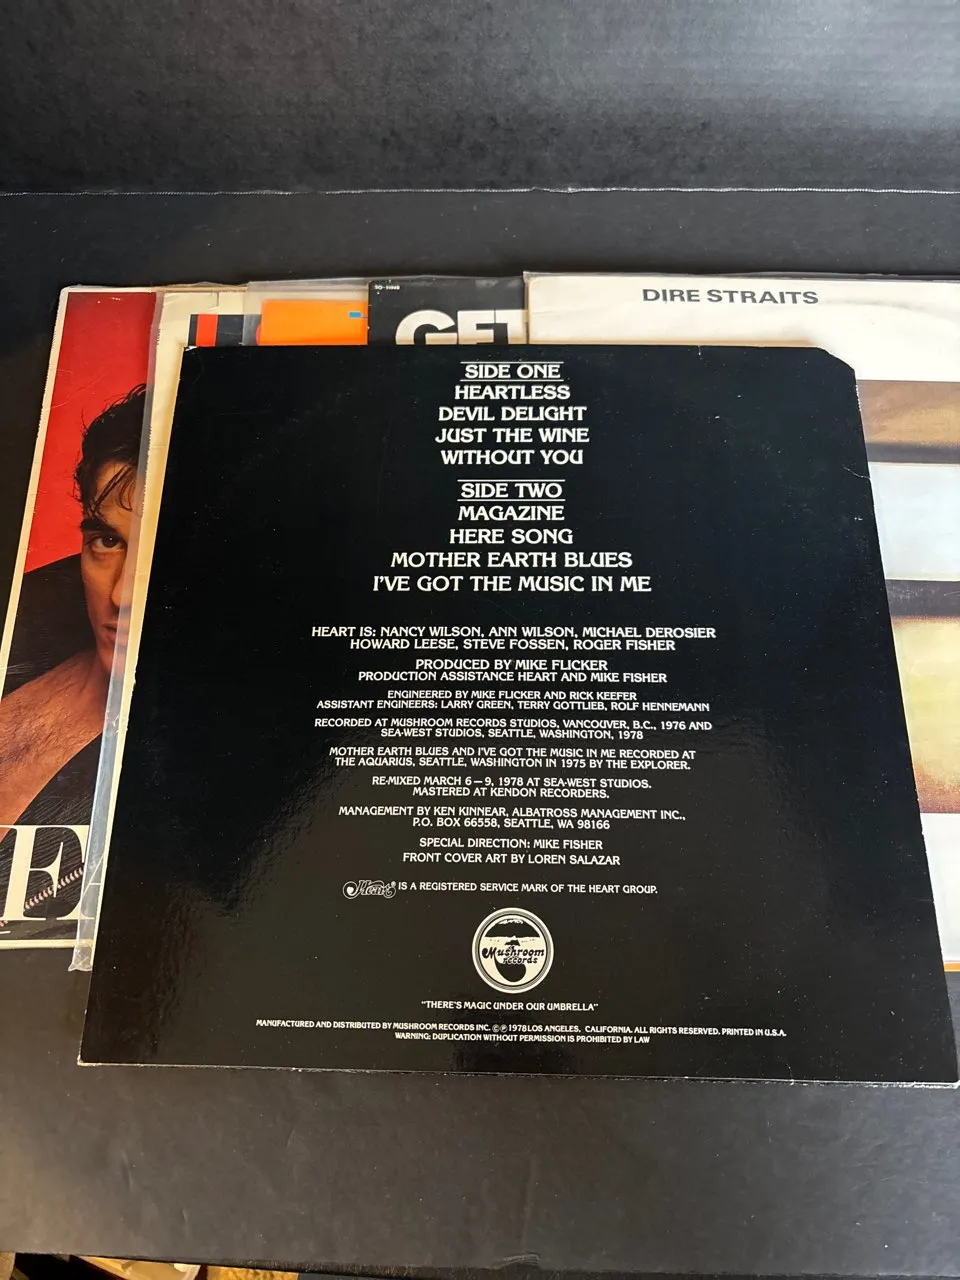 SO-11998
GET
DIRE STRAITS
SIDE ONE
HEARTLESS
DEVIL DELIGHT
JUST THE WINE
WITHOUT YOU
SIDE TWO
MAGAZINE
HERE SONG
MOTHER EARTH BLUES
I'VE GOT THE MUSIC IN ME
HEART IS: NANCY WILSON, ANN WILSON, MICHAEL DEROSIER
HOWARD LEESE, STEVE FOSSEN, ROGER FISHER
PRODUCED BY MIKE FLICKER
PRODUCTION ASSISTANCE HEART AND MIKE FISHER
ENGINEERED BY MIKE FLICKER AND RICK KEEFER
ASSISTANT ENGINEERS: LARRY GREEN, TERRY GOTTLIEB, ROLF HENNEMANN
RECORDED AT MUSHROOM RECORDS STUDIOS, VANCOUVER, B.C., 1976 AND
SEA-WEST STUDIOS, SEATTLE, WASHINGTON, 1978
MOTHER EARTH BLUES AND I'VE GOT THE MUSIC IN ME RECORDED AT
THE AQUARIUS, SEATTLE, WASHINGTON IN 1975 BY THE EXPLORER.
RE-MIXED MARCH 6–9, 1978 AT SEA-WEST STUDIOS.
MASTERED AT KENDON RECORDERS.
MANAGEMENT BY KEN KINNEAR, ALBATROSS MANAGEMENT INC.,
P.O. BOX 66558, SEATTLE, WA 98166
SPECIAL DIRECTION: MIKE FISHER
FRONT COVER ART BY LOREN SALAZAR
Heart® IS A REGISTERED SERVICE MARK OF THE HEART GROUP.
Mushroom
records
"THERE'S MAGIC UNDER OUR UMBRELLA"
MANUFACTURED AND DISTRIBUTED BY MUSHROOM RECORDS INC. ©℗ 1978 LOS ANGELES, CALIFORNIA. ALL RIGHTS RESERVED. PRINTED IN U.S.A.
WARNING: DUPLICATION WITHOUT PERMISSION IS PROHIBITED BY LAW